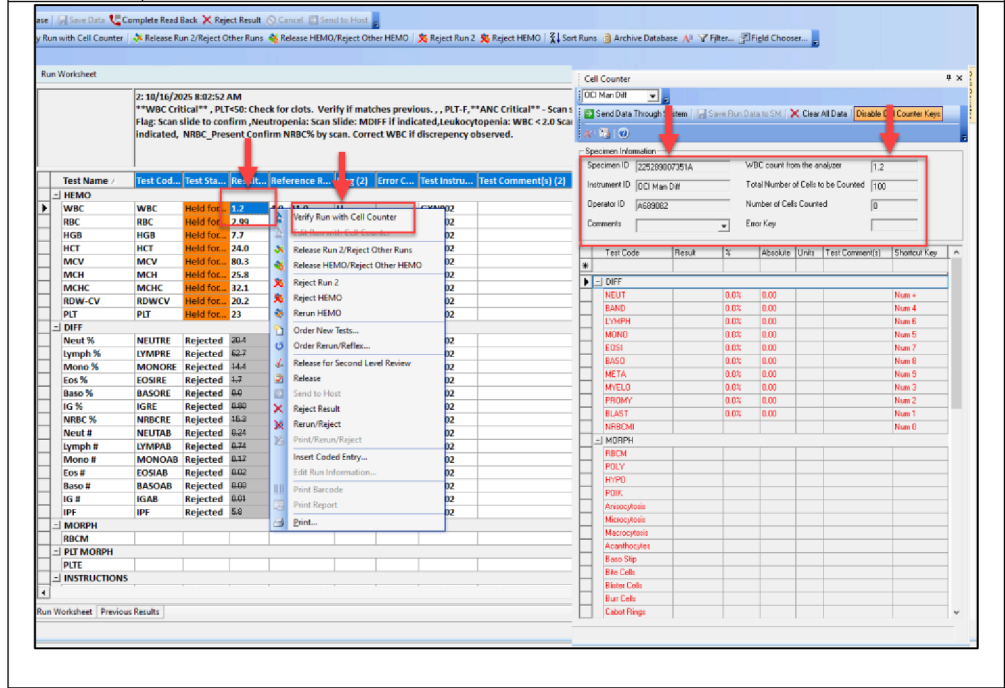 ase | Save Data Complete Read Back Reject Result Cancel Send to Host
y Run with Cell Counter Release Run 2/Reject Other Runs Release HEMO/Reject Other HEMO Reject Run 2 Reject HEMO Sort Runs Archive Database Filter... Field Chooser...
Run Worksheet
2: 10/16/2025 8:02:52 AM
**WBC Critical** , PLT<50: Check for clots. Verify if matches previous. , , PLT-F,**ANC Critical** - Scan s
Flag: Scan slide to confirm ,Neutropenia: Scan Slide: MDIFF if indicated,Leukocytopenia: WBC < 2.0 Scan
indicated, NRBC_Present Confirm NRBC% by scan. Correct WBC if discrepency observed.
Test Name Test Cod... Test Sta... Result... Reference R... (2) Error C... Test Instru... Test Comment(s) (2)
HEMO
WBC WBC Held for... 1.2
RBC RBC Held for... 2.99
HGB HGB Held for... 7.7
HCT HCT Held for... 24.0
MCV MCV Held for... 80.3
MCH MCH Held for... 25.8
MCHC MCHC Held for... 32.1
RDW-CV RDWCV Held for... 20.2
PLT PLT Held for... 23
DIFF
Neut % NEUTRE Rejected 20.4
Lymph % LYMPRE Rejected 62.7
Mono % MONORE Rejected 14.4
Eos % EOSIRE Rejected 1.7
Baso % BASORE Rejected 0.0
IG % IGRE Rejected 0.80
NRBC % NRBCRE Rejected 15.3
Neut # NEUTAB Rejected 0.24
Lymph # LYMPAB Rejected 0.74
Mono # MONOAB Rejected 0.17
Eos # EOSIAB Rejected 0.02
Baso # BASOAB Rejected 0.00
IG # IGAB Rejected 0.01
IPF IPF Rejected 5.8
MORPH
RBCM
PLT MORPH
PLTE
INSTRUCTIONS
Run Worksheet Previous Results
Verify Run with Cell Counter
Edit Run with Cell Counter
Release Run 2/Reject Other Runs
Release HEMO/Reject Other HEMO
Reject Run 2
Reject HEMO
Rerun HEMO
Order New Tests...
Order Rerun/Reflex...
Release for Second Level Review
Release
Send to Host
Reject Result
Rerun/Reject
Print/Rerun/Reject
Insert Coded Entry...
Edit Run Information...
Print Barcode
Print Report
Print...
Cell Counter
OCI Man Diff
Send Data Through System Save Run Data to SM Clear All Data Disable Cell Counter Keys
Specimen Information
Specimen ID 225289007351A WBC count from the analyzer 1.2
Instrument ID OCI Man Diff Total Number of Cells to be Counted 100
Operator ID A689082 Number of Cells Counted 0
Comments Error Key
Test Code Result % Absolute Units Test Comment(s) Shortcut Key
DIFF
NEUT 0.0% 0.00 Num +
BAND 0.0% 0.00 Num 4
LYMPH 0.0% 0.00 Num 6
MONO 0.0% 0.00 Num 5
EOSI 0.0% 0.00 Num 7
BASO 0.0% 0.00 Num 8
META 0.0% 0.00 Num 9
MYELO 0.0% 0.00 Num 3
PROMY 0.0% 0.00 Num 2
BLAST 0.0% 0.00 Num 1
NRBCMI Num 0
MORPH
RBCM
POLY
HYPO
POIK
Anisocytosis
Microcytosis
Macrocytosis
Acanthocytes
Baso Stip
Bite Cells
Blister Cells
Burr Cells
Cabot Rings